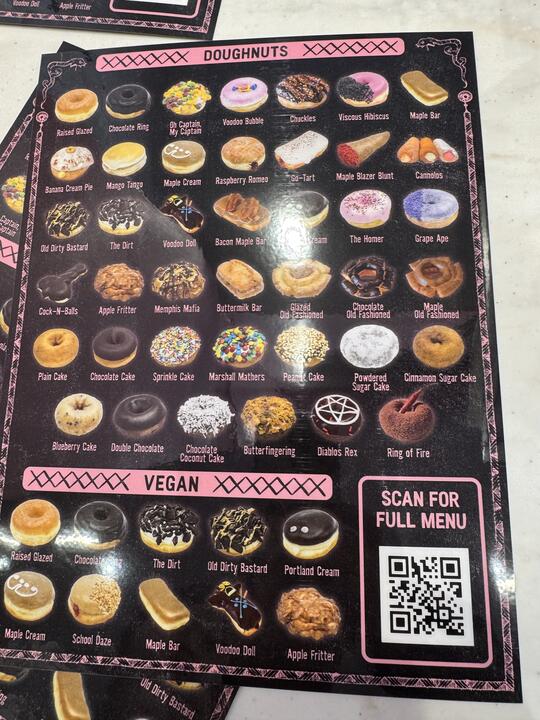 Voodoo Doll
Apple Fritter
DOUGHNUTS
Raised Glazed
Chocolate Ring
Oh Captain,
My Captain
Voodoo Bubble
Chuckles
Viscous Hibiscus
Maple Bar
Banana Cream Pie
Mango Tango
Maple Cream
Raspberry Romeo
Go-Tart
Maple Blazer Blunt
Cannolos
Old Dirty Bastard
The Dirt
Voodoo Doll
Bacon Maple Bar
Cream
The Homer
Grape Ape
Cock-N-Balls
Apple Fritter
Memphis Mafia
Buttermilk Bar
Glazed
Old Fashioned
Chocolate
Old Fashioned
Maple
Old Fashioned
Plain Cake
Chocolate Cake
Sprinkle Cake
Marshall Mathers
Peanut Cake
Powdered
Sugar Cake
Cinnamon Sugar Cake
Blueberry Cake
Double Chocolate
Chocolate
Coconut Cake
Butterfingering
Diablos Rex
Ring of Fire
VEGAN
Raised Glazed
Chocolate Ring
The Dirt
Old Dirty Bastard
Portland Cream
Maple Cream
School Daze
Maple Bar
Voodoo Doll
Apple Fritter
SCAN FOR
FULL MENU
Old Dirty Bastard